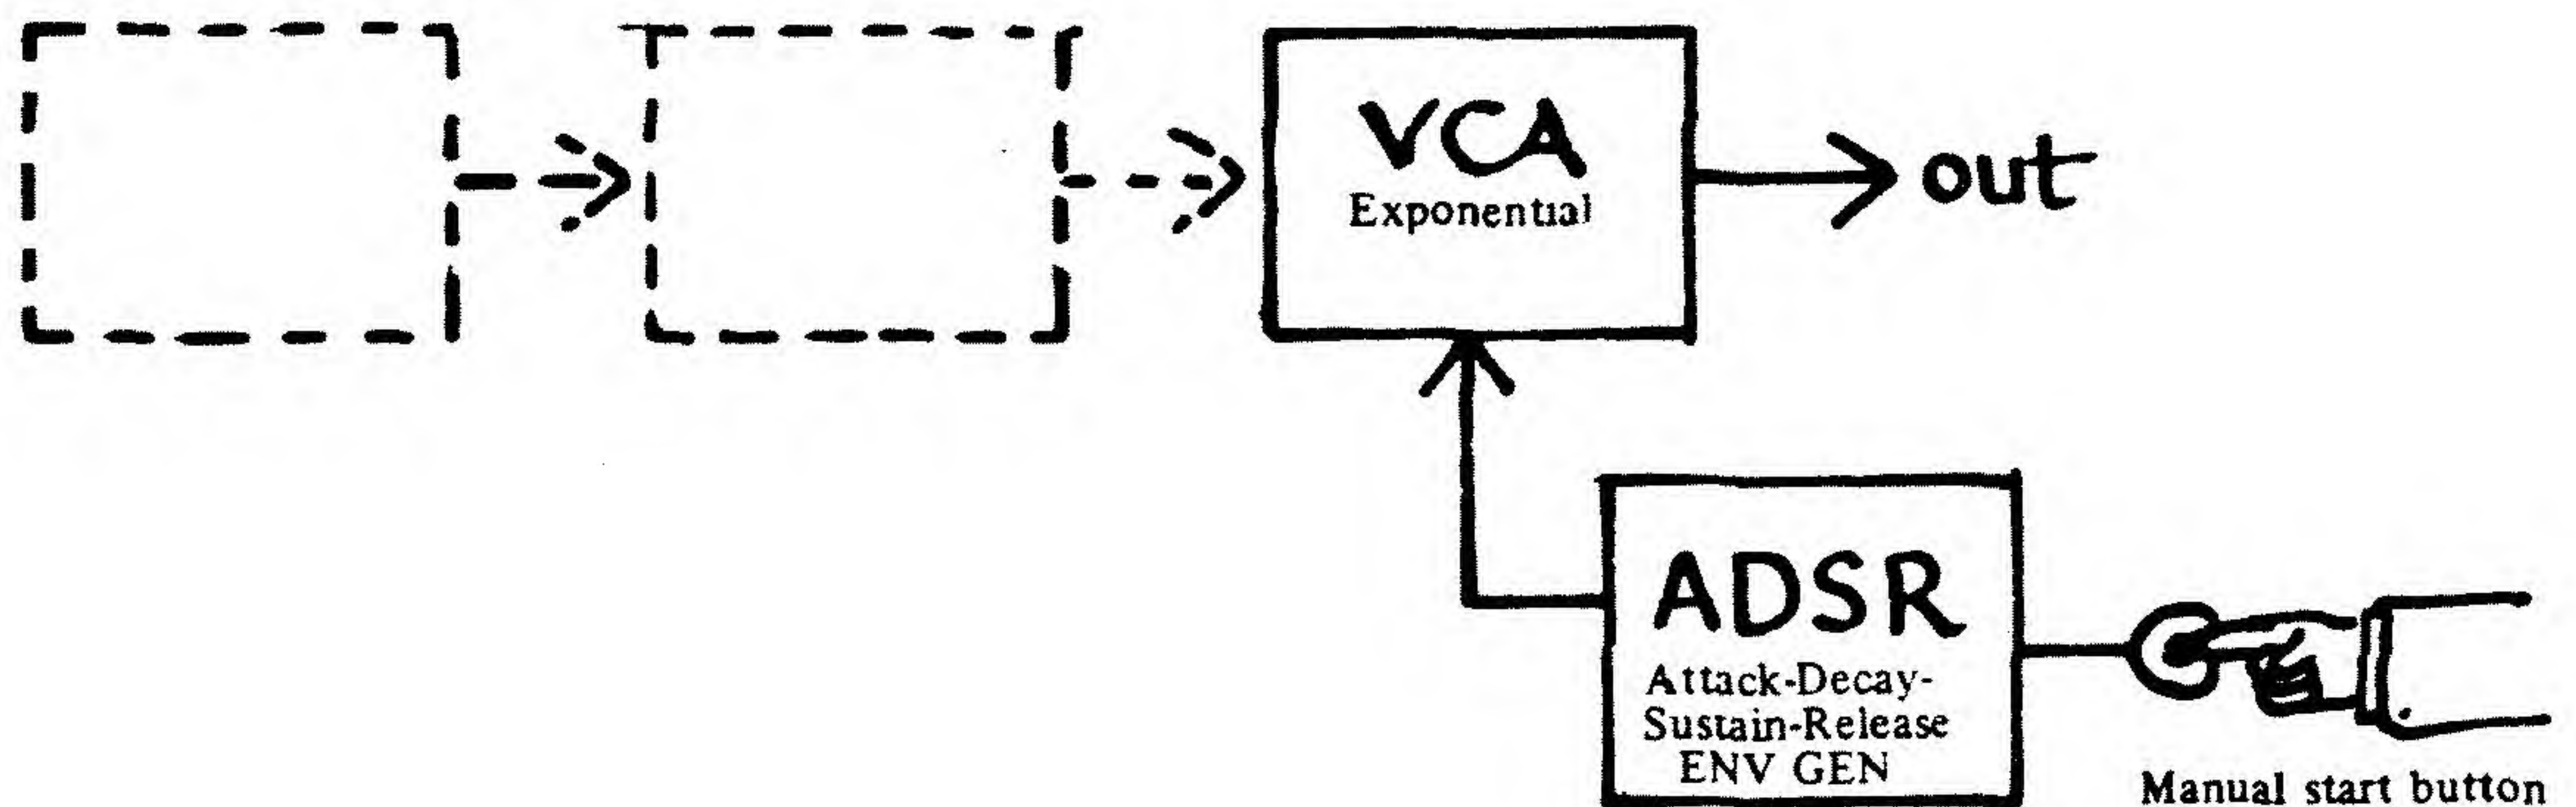 VCA
Exponential
out
ADSR
Attack-Decay-
Sustain-Release
ENV GEN
Manual start button